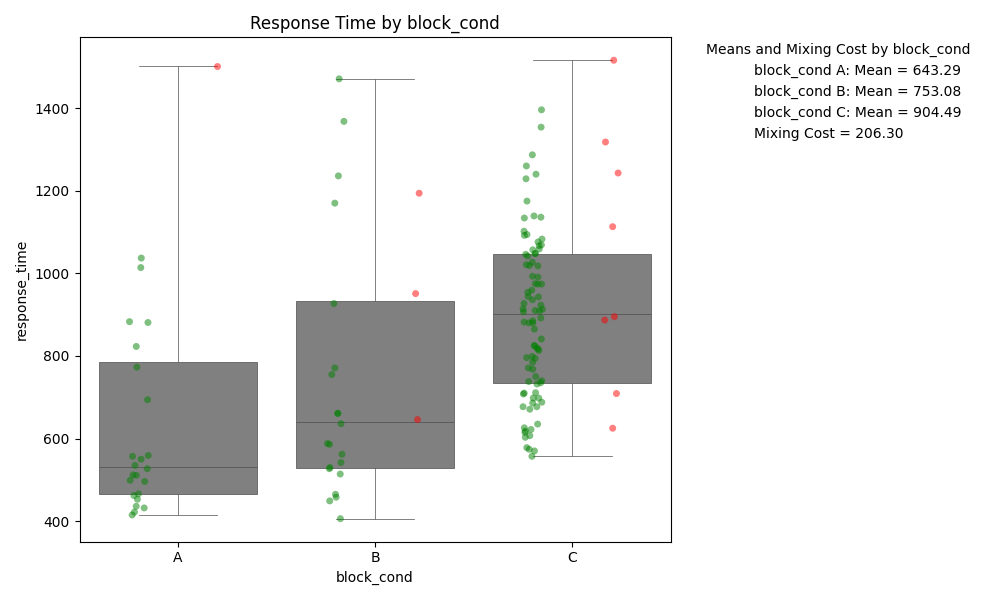 Response Time by block_cond
Means and Mixing Cost by block_cond
block_cond A: Mean = 643.29
block_cond B: Mean = 753.08
block_cond C: Mean = 904.49
Mixing Cost = 206.30
response_time
1400
1200
1000
800
600
400
A
B
C
block_cond